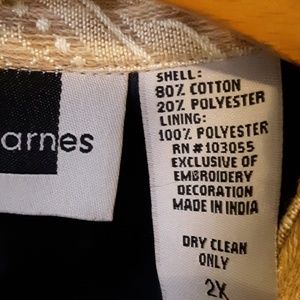 arnes
SHELL:
80% COTTON
20% POLYESTER
LINING:
100% POLYESTER
RN # 103055
EXCLUSIVE OF
EMBROIDERY
DECORATION
MADE IN INDIA
DRY CLEAN
ONLY
2X